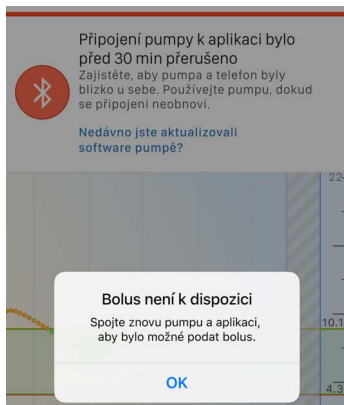 Připojení pumpy k aplikaci bylo
před 30 min přerušeno
Zajistěte, aby pumpa a telefon byly
blízko u sebe. Používejte pumpu, dokud
se připojení neobnoví.
Nedávno jste aktualizovali
software pumpě?
22
Bolus není k dispozici
Spojte znovu pumpu a aplikaci,
aby bylo možné podat bolus.
10.1
OK
4.3